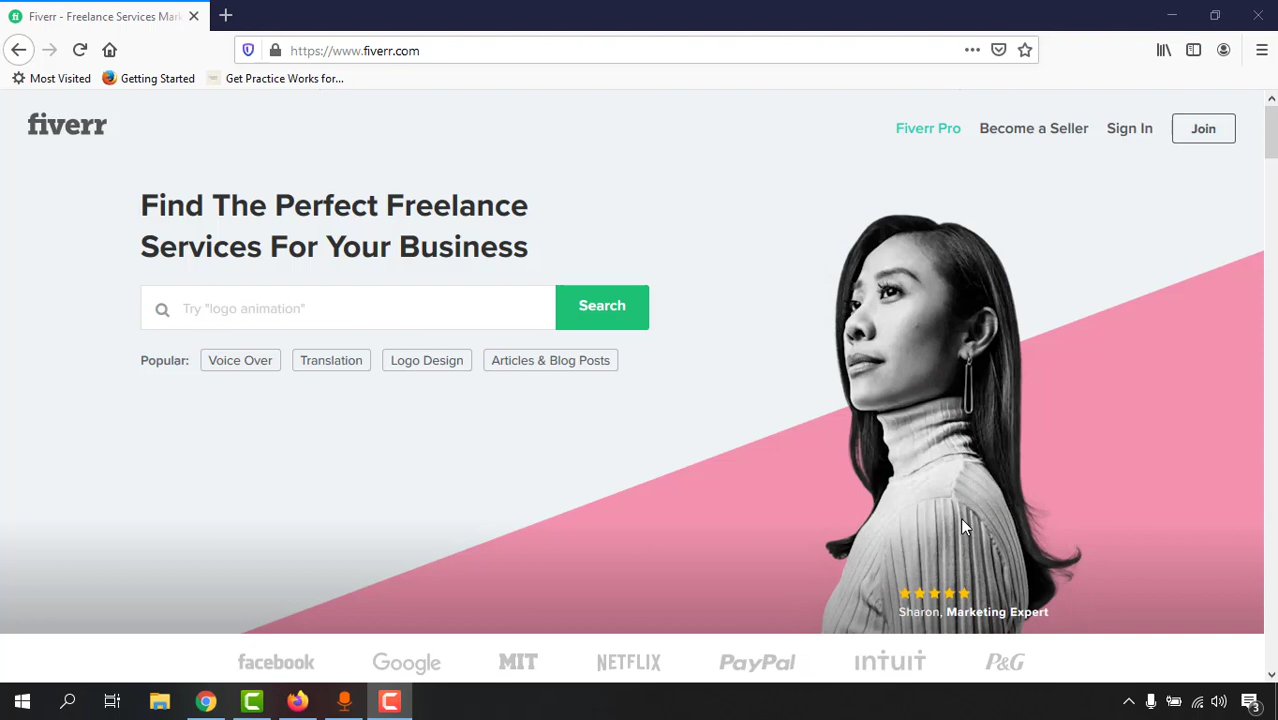 fi Fiverr - Freelance Services Mar
https://www.fiverr.com
Most Visited Getting Started Get Practice Works for...
fiverr
Fiverr Pro Become a Seller Sign In Join
Find The Perfect Freelance
Services For Your Business
Try "logo animation" Search
Popular: Voice Over Translation Logo Design Articles & Blog Posts
Sharon, Marketing Expert
facebook Google MIT NETFLIX PayPal INTUIT P&G
3